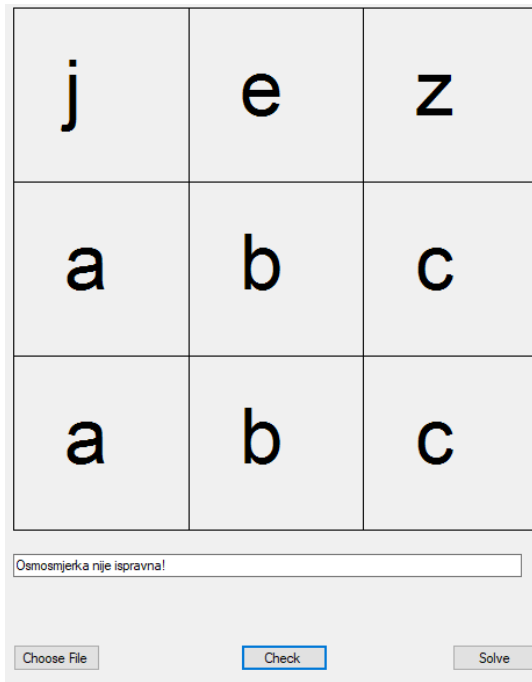 j e z
a b c
a b c
Osmosmjerka nije ispravna!
Choose File Check Solve